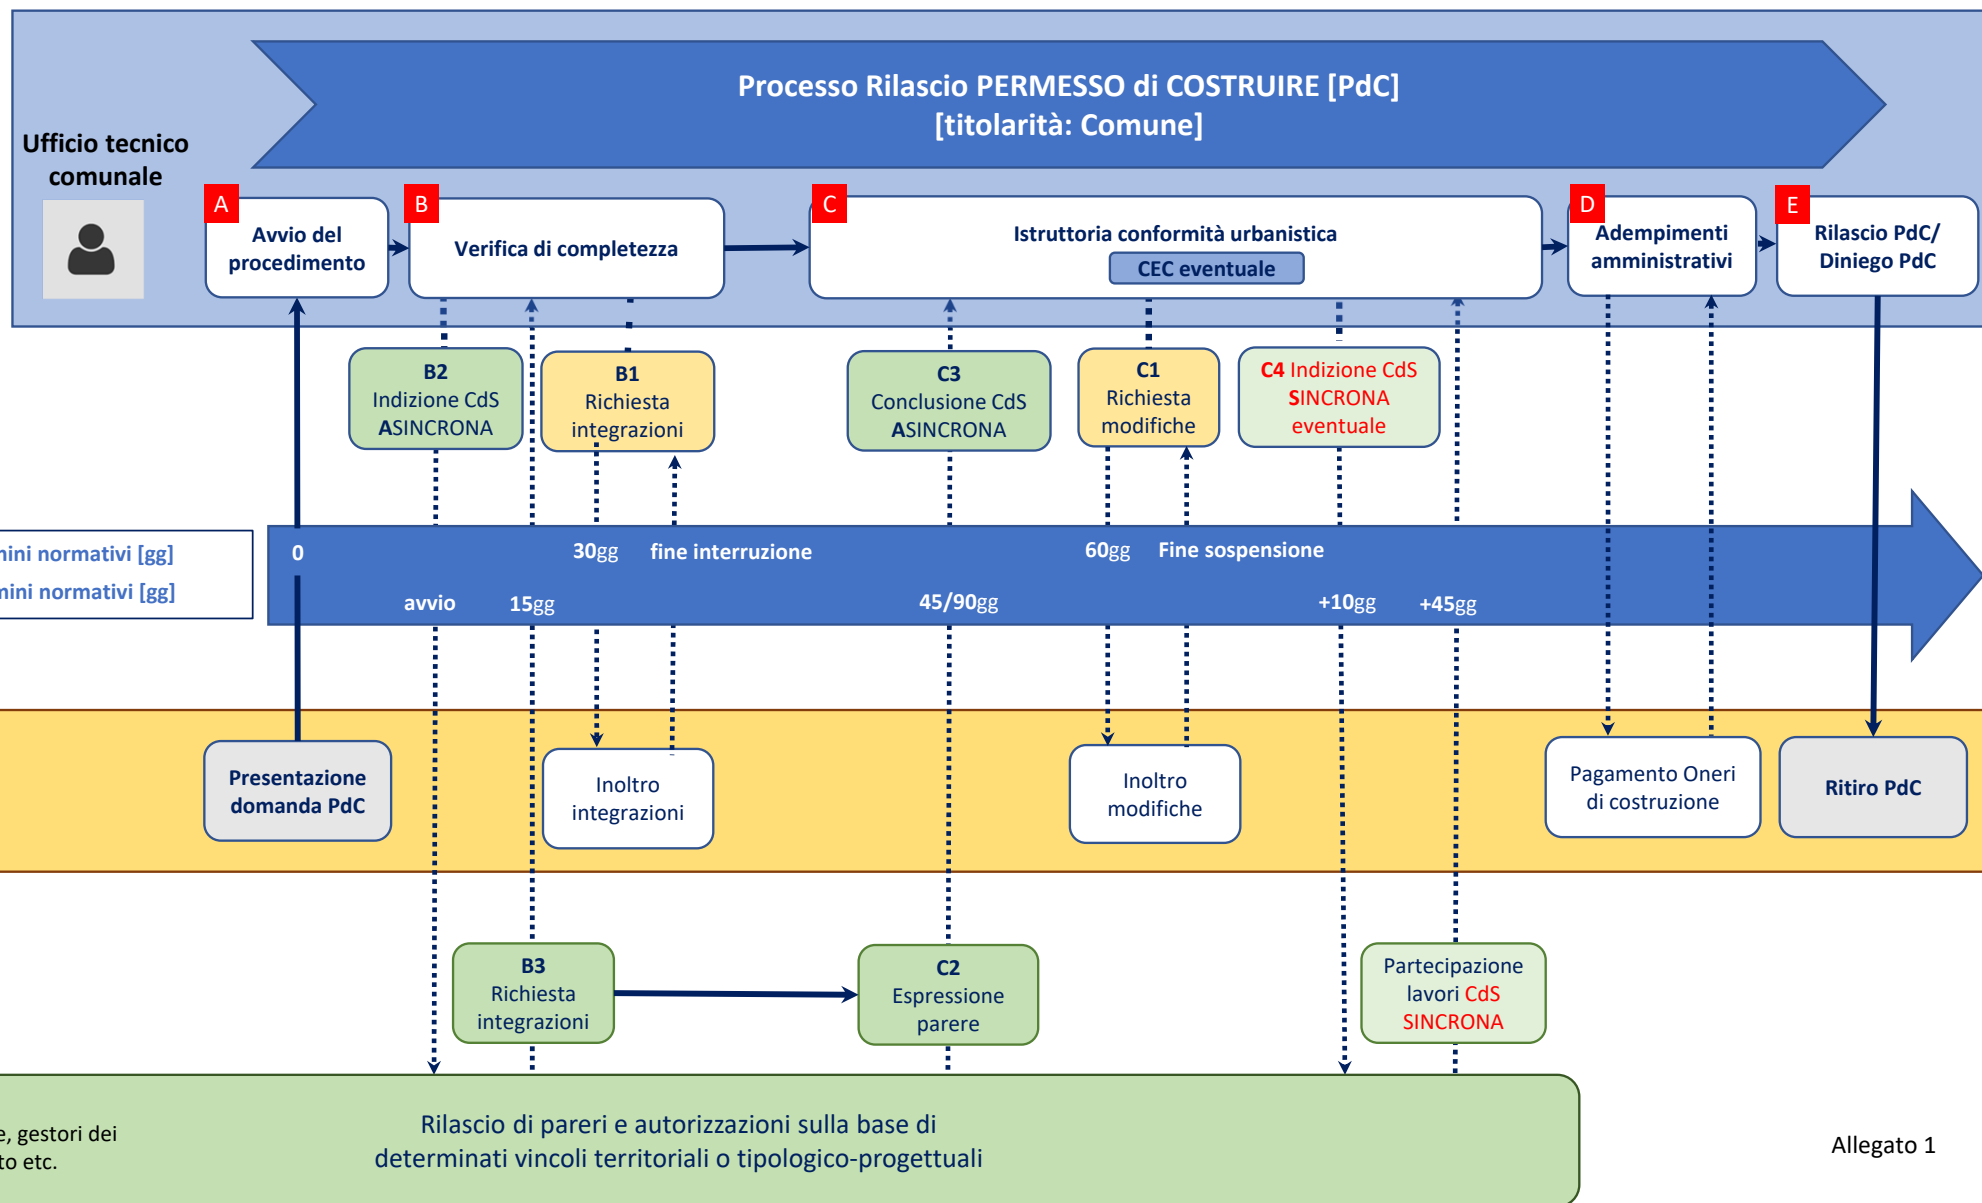 Processo Rilascio PERMESSO di COSTRUIRE [PdC]
[titolarità: Comune]
Ufficio tecnico
comunale
A
Avvio del
procedimento
B
Verifica di completezza
C
Istruttoria conformità urbanistica
CEC eventuale
D
Adempimenti
amministrativi
E
Rilascio PdC/
Diniego PdC
B2
Indizione CdS
ASINCRONA
B1
Richiesta
integrazioni
C3
Conclusione CdS
ASINCRONA
C1
Richiesta
modifiche
C4 Indizione CdS
SINCRONA
eventuale
normativi [gg]
normativi [gg]
0
30gg
fine interruzione
60gg
Fine sospensione
avvio
15gg
45/90gg
+10gg
+45gg
Presentazione
domanda PdC
Inoltro
integrazioni
Inoltro
modifiche
Pagamento Oneri
di costruzione
Ritiro PdC
B3
Richiesta
integrazioni
C2
Espressione
parere
Partecipazione
lavori CdS
SINCRONA
gestori dei
etc.
Rilascio di pareri e autorizzazioni sulla base di
determinati vincoli territoriali o tipologico-progettuali
Allegato 1